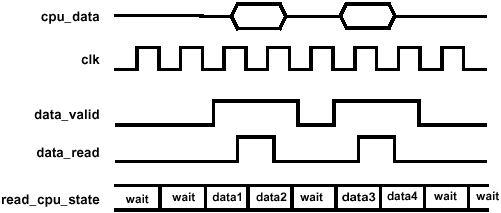 cpu_data
clk
data_valid
data_read
read_cpu_state wait wait data1 data2 wait data3 data4 wait wait